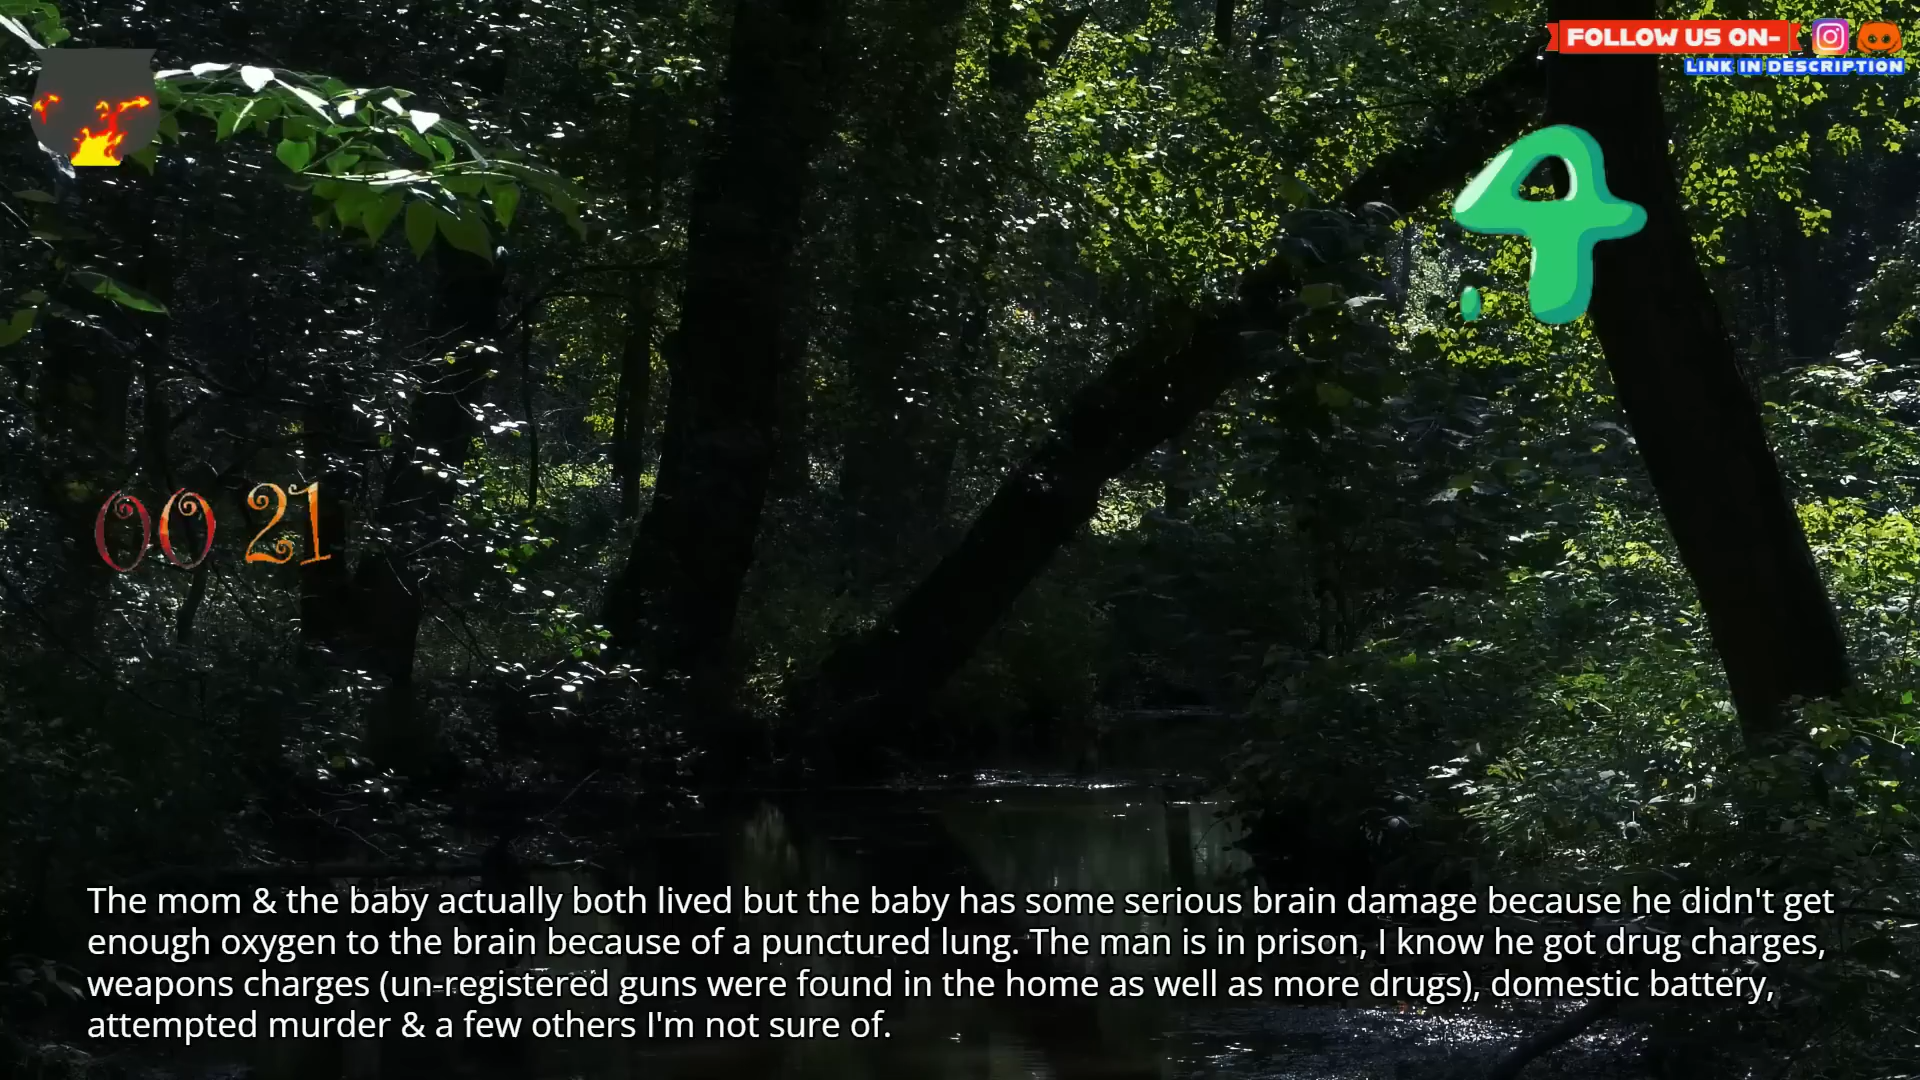 FOLLOW US ON-
LINK IN DESCRIPTION
4
00 21
The mom & the baby actually both lived but the baby has some serious brain damage because he didn't get
enough oxygen to the brain because of a punctured lung. The man is in prison, I know he got drug charges,
weapons charges (un-registered guns were found in the home as well as more drugs), domestic battery,
attempted murder & a few others I'm not sure of.